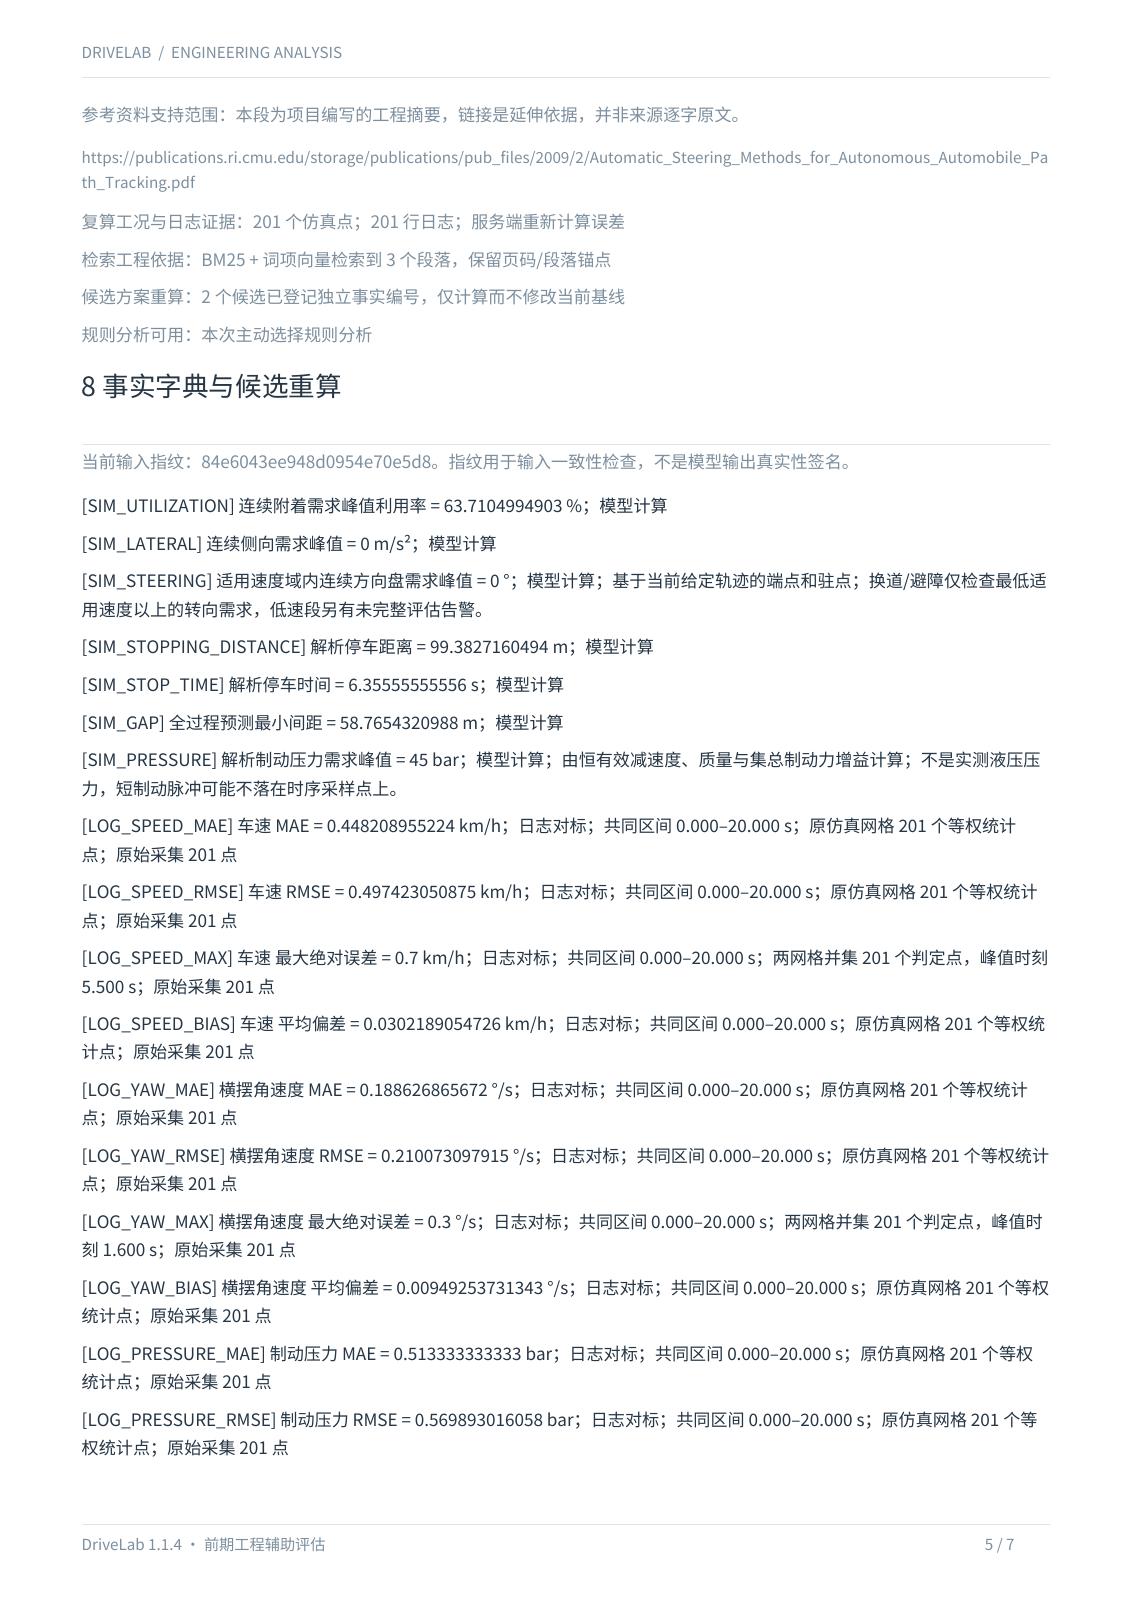 DRIVELAB / ENGINEERING ANALYSIS
参考资料支持范围：本段为项目编写的工程摘要，链接是延伸依据，并非来源逐字原文。
https://publications.ri.cmu.edu/storage/publications/pub_files/2009/2/Automatic_Steering_Methods_for_Autonomous_Automobile_Pa
th_Tracking.pdf
复算工况与日志证据：201 个仿真点；201 行日志；服务端重新计算误差
检索工程依据：BM25 + 词项向量检索到 3 个段落，保留页码/段落锚点
候选方案重算：2 个候选已登记独立事实编号，仅计算而不修改当前基线
规则分析可用：本次主动选择规则分析
8 事实字典与候选重算
当前输入指纹：84e6043ee948d0954e70e5d8。指纹用于输入一致性检查，不是模型输出真实性签名。
[SIM_UTILIZATION] 连续附着需求峰值利用率 = 63.7104994903 %；模型计算
[SIM_LATERAL] 连续侧向需求峰值 = 0 m/s²；模型计算
[SIM_STEERING] 适用速度域内连续方向盘需求峰值 = 0 °；模型计算；基于当前给定轨迹的端点和驻点；换道/避障仅检查最低适
用速度以上的转向需求，低速段另有未完整评估告警。
[SIM_STOPPING_DISTANCE] 解析停车距离 = 99.3827160494 m；模型计算
[SIM_STOP_TIME] 解析停车时间 = 6.35555555556 s；模型计算
[SIM_GAP] 全过程预测最小间距 = 58.7654320988 m；模型计算
[SIM_PRESSURE] 解析制动压力需求峰值 = 45 bar；模型计算；由恒有效减速度、质量与集总制动力增益计算；不是实测液压压
力，短制动脉冲可能不落在时序采样点上。
[LOG_SPEED_MAE] 车速 MAE = 0.448208955224 km/h；日志对标；共同区间 0.000–20.000 s；原仿真网格 201 个等权统计
点；原始采集 201 点
[LOG_SPEED_RMSE] 车速 RMSE = 0.497423050875 km/h；日志对标；共同区间 0.000–20.000 s；原仿真网格 201 个等权统计
点；原始采集 201 点
[LOG_SPEED_MAX] 车速 最大绝对误差 = 0.7 km/h；日志对标；共同区间 0.000–20.000 s；两网格并集 201 个判定点，峰值时刻
5.500 s；原始采集 201 点
[LOG_SPEED_BIAS] 车速 平均偏差 = 0.0302189054726 km/h；日志对标；共同区间 0.000–20.000 s；原仿真网格 201 个等权统
计点；原始采集 201 点
[LOG_YAW_MAE] 横摆角速度 MAE = 0.188626865672 °/s；日志对标；共同区间 0.000–20.000 s；原仿真网格 201 个等权统计
点；原始采集 201 点
[LOG_YAW_RMSE] 横摆角速度 RMSE = 0.210073097915 °/s；日志对标；共同区间 0.000–20.000 s；原仿真网格 201 个等权统计
点；原始采集 201 点
[LOG_YAW_MAX] 横摆角速度 最大绝对误差 = 0.3 °/s；日志对标；共同区间 0.000–20.000 s；两网格并集 201 个判定点，峰值时
刻 1.600 s；原始采集 201 点
[LOG_YAW_BIAS] 横摆角速度 平均偏差 = 0.00949253731343 °/s；日志对标；共同区间 0.000–20.000 s；原仿真网格 201 个等权
统计点；原始采集 201 点
[LOG_PRESSURE_MAE] 制动压力 MAE = 0.513333333333 bar；日志对标；共同区间 0.000–20.000 s；原仿真网格 201 个等权
统计点；原始采集 201 点
[LOG_PRESSURE_RMSE] 制动压力 RMSE = 0.569893016058 bar；日志对标；共同区间 0.000–20.000 s；原仿真网格 201 个等
权统计点；原始采集 201 点
DriveLab 1.1.4 · 前期工程辅助评估
5 / 7